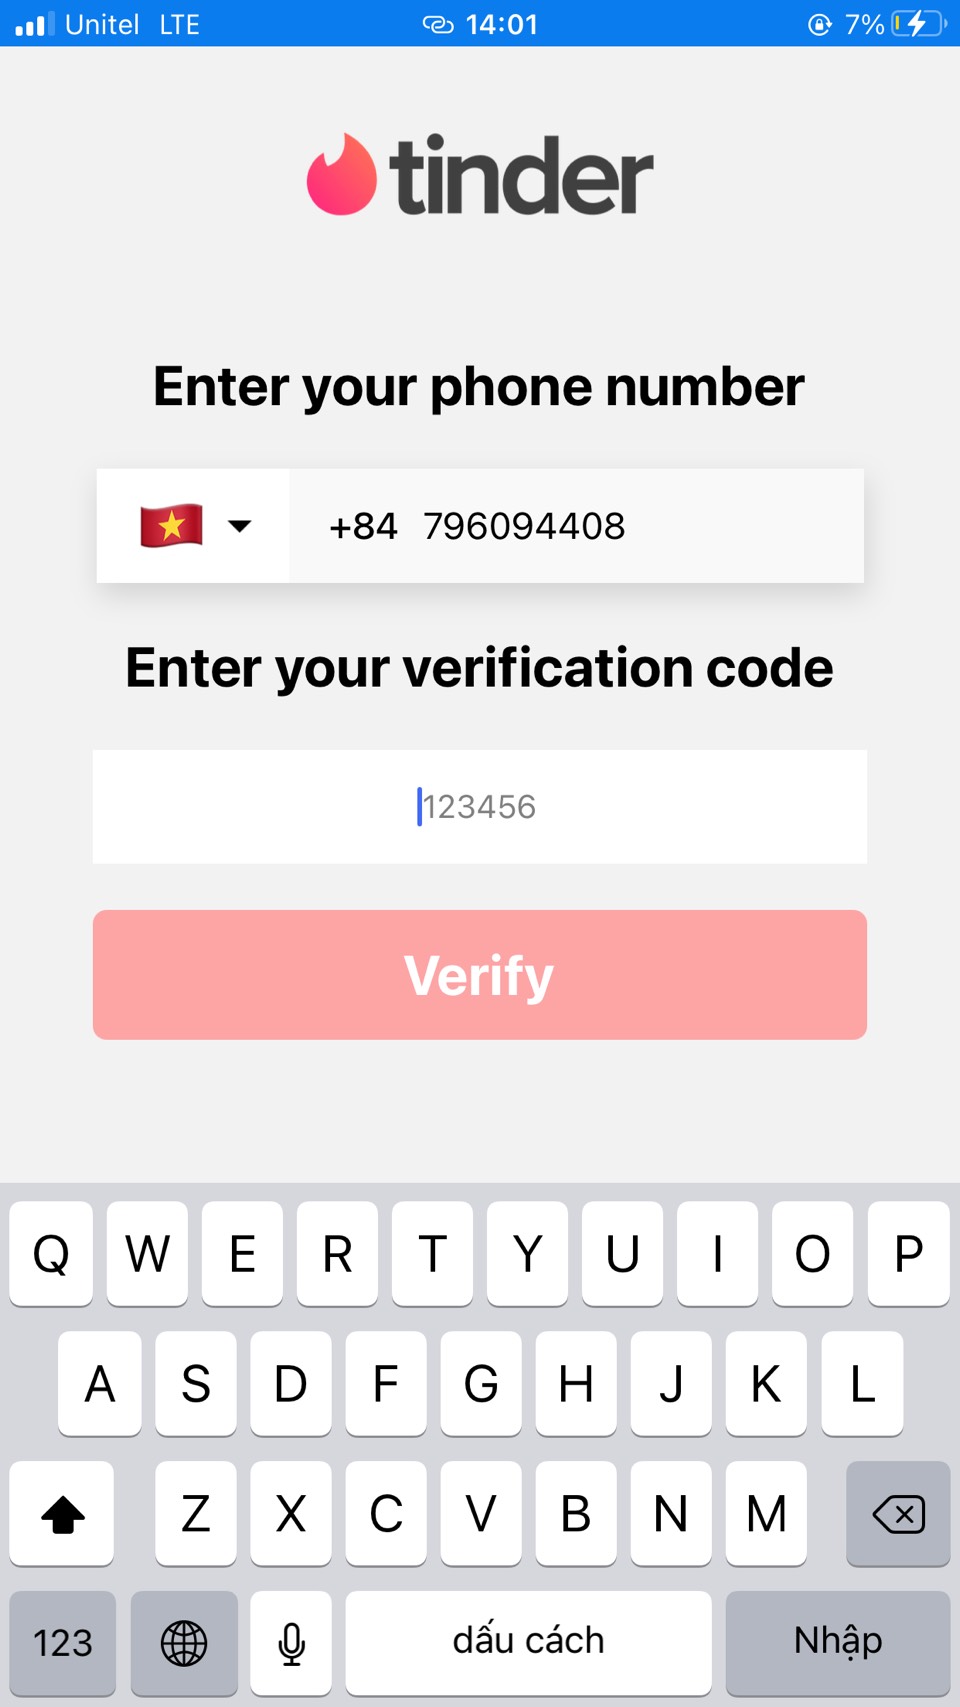 Unitel LTE 14:01 7%
tinder
Enter your phone number
+84 796094408
Enter your verification code
123456
Verify
Q W E R T Y U I O P
A S D F G H J K L
Z X C V B N M
123 dấu cách Nhập